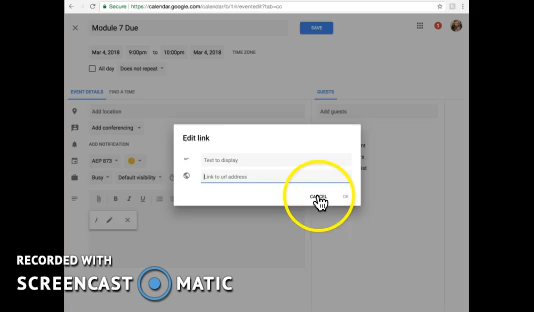 Secure https://calendar.google.com/calendar/b/1/r/eventedit?tab=cc
Module 7 Due
SAVE
Mar 4, 2018 9:00pm to 10:00pm Mar 4, 2018 TIME ZONE
All day Does not repeat
EVENT DETAILS FIND A TIME
GUESTS
Add location
Add guests
Add conferencing
ADD NOTIFICATION
AEP 873
Busy Default visibility
B I U
Edit link
Text to display
Link to url address
CANCEL OK
RECORDED WITH
SCREENCAST MATIC